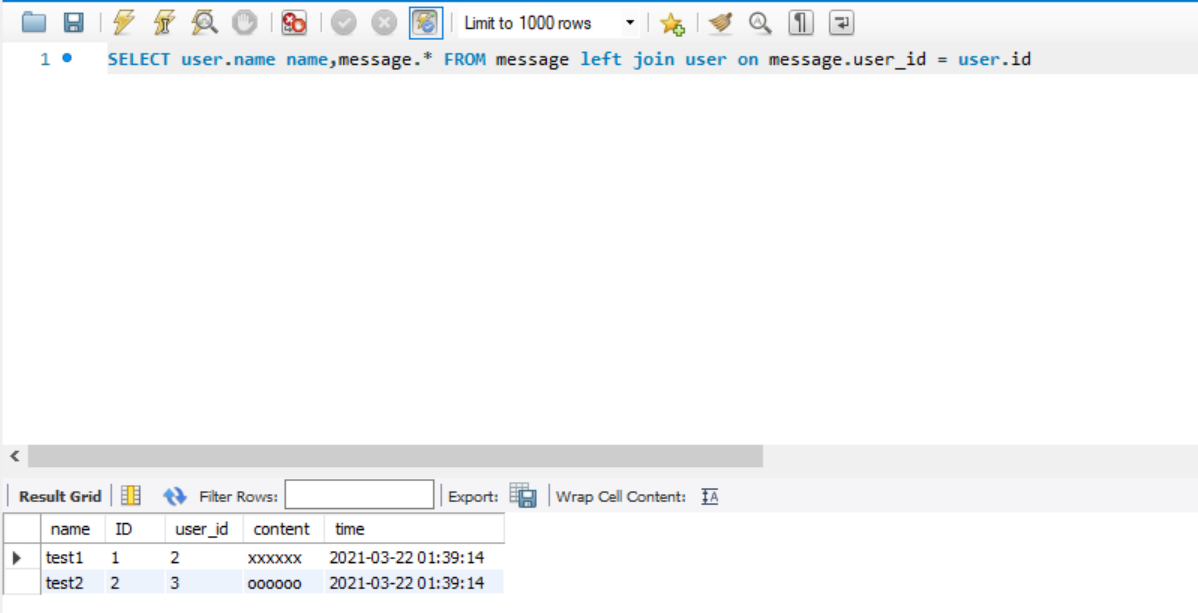 Limit to 1000 rows
1 SELECT user.name name,message.* FROM message left join user on message.user_id = user.id
Result Grid Filter Rows: Export: Wrap Cell Content: IA
name ID user_id content time
test1 1 2 xxxxxx 2021-03-22 01:39:14
test2 2 3 oooooo 2021-03-22 01:39:14